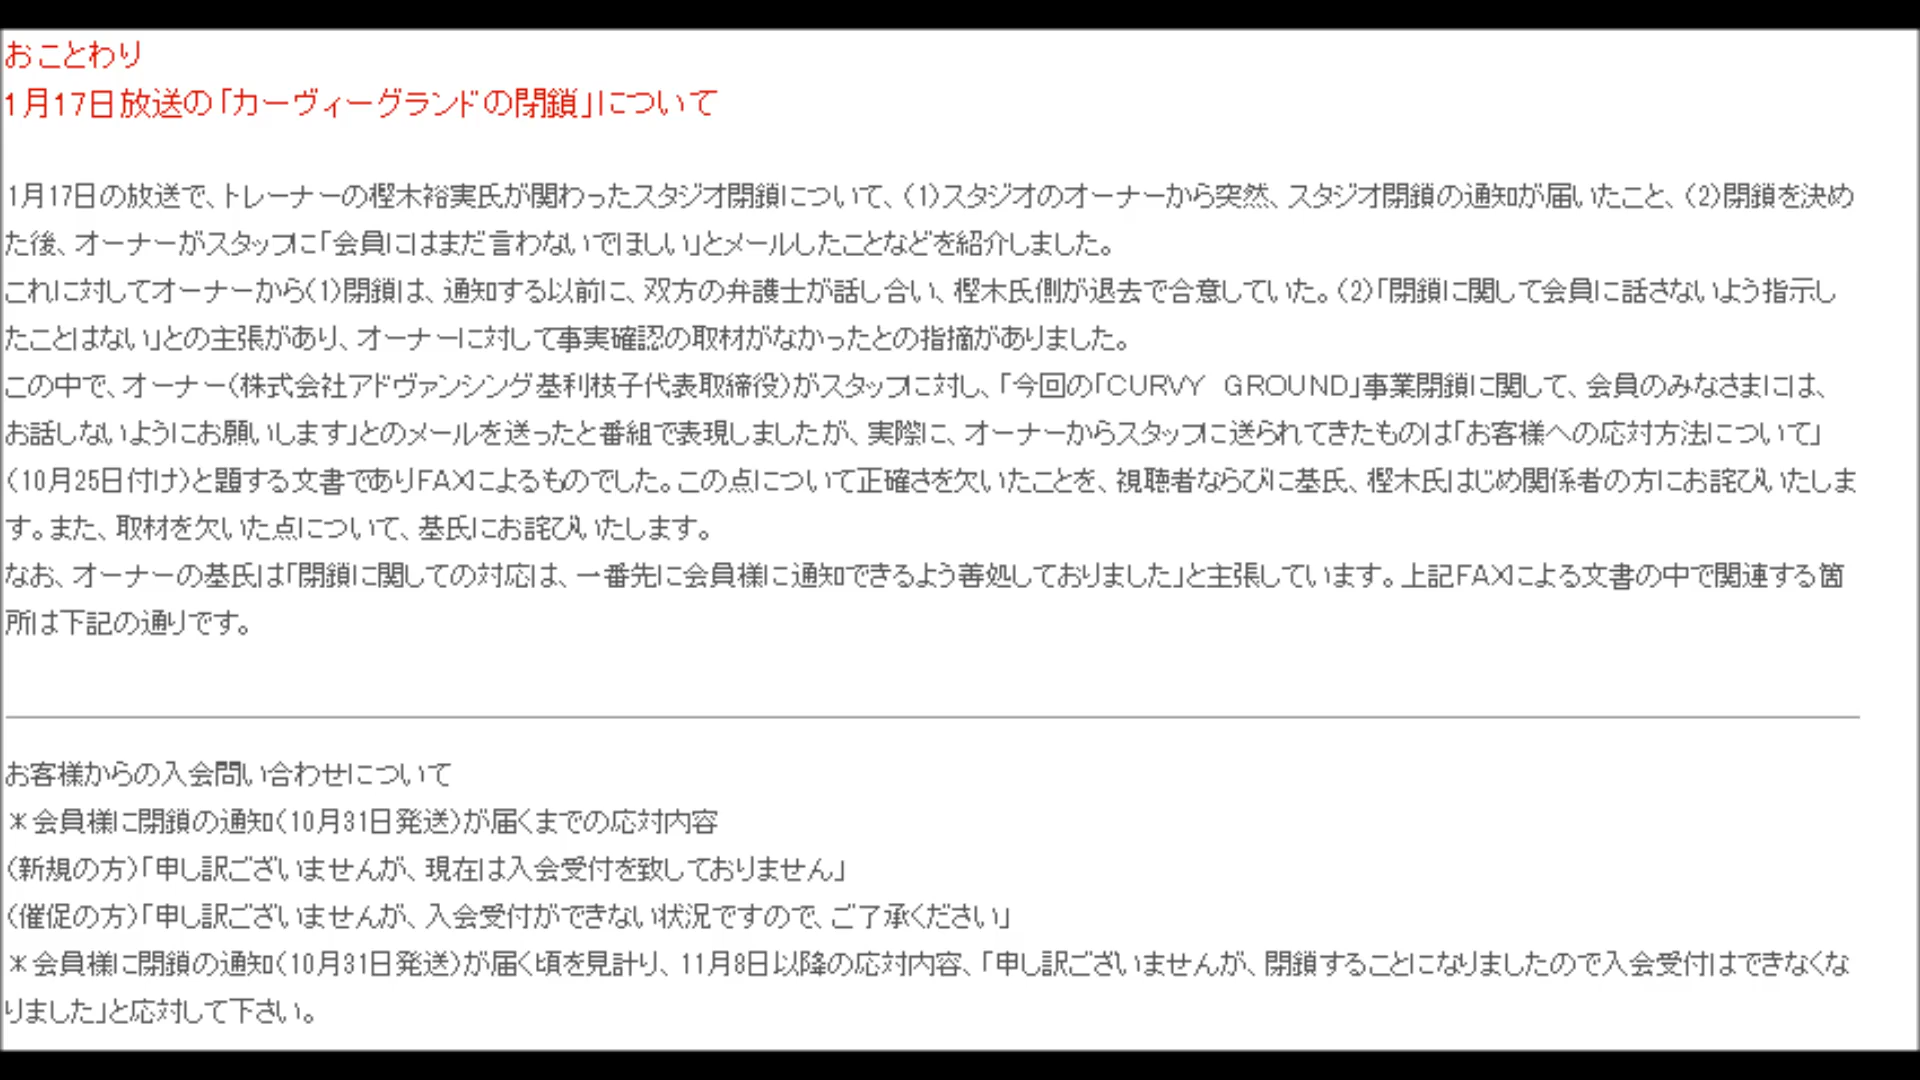 おことわり
1月17日放送の「カーヴィーグランドの閉鎖」について
1月17日の放送で、トレーナーの樫木裕実氏が関わったスタジオ閉鎖について、(1)スタジオのオーナーから突然、スタジオ閉鎖の通知が届いたこと、(2)閉鎖を決め
た後、オーナーがスタッフに「会員にはまだ言わないでほしい」とメールしたことなどを紹介しました。
これに対してオーナーから(1)閉鎖は、通知する以前に、双方の弁護士が話し合い、樫木氏側が退去で合意していた。(2)「閉鎖に関して会員に話さないよう指示し
たことはない」との主張があり、オーナーに対して事実確認の取材がなかったとの指摘がありました。
この中で、オーナー(株式会社アドヴァンシング基利枝子代表取締役)がスタッフに対し、「今回の「CURVY GROUND」事業閉鎖に関して、会員のみなさまには、
お話しないようにお願いします」とのメールを送ったと番組で表現しましたが、実際に、オーナーからスタッフに送られてきたものは「お客様への応対方法について」
(10月25日付け)と題する文書でありFAXによるものでした。この点について正確さを欠いたことを、視聴者ならびに基氏、樫木氏はじめ関係者の方にお詫びいたしま
す。また、取材を欠いた点について、基氏にお詫びいたします。
なお、オーナーの基氏は「閉鎖に関しての対応は、一番先に会員様に通知できるよう善処しておりました」と主張しています。上記FAXによる文書の中で関連する箇
所は下記の通りです。
お客様からの入会問い合わせについて
＊会員様に閉鎖の通知(10月31日発送)が届くまでの応対内容
(新規の方)「申し訳ございませんが、現在は入会受付を致しておりません」
(催促の方)「申し訳ございませんが、入会受付ができない状況ですので、ご了承ください」
＊会員様に閉鎖の通知(10月31日発送)が届く頃を見計り、11月8日以降の応対内容、「申し訳ございませんが、閉鎖することになりましたので入会受付はできなくな
りました」と応対して下さい。